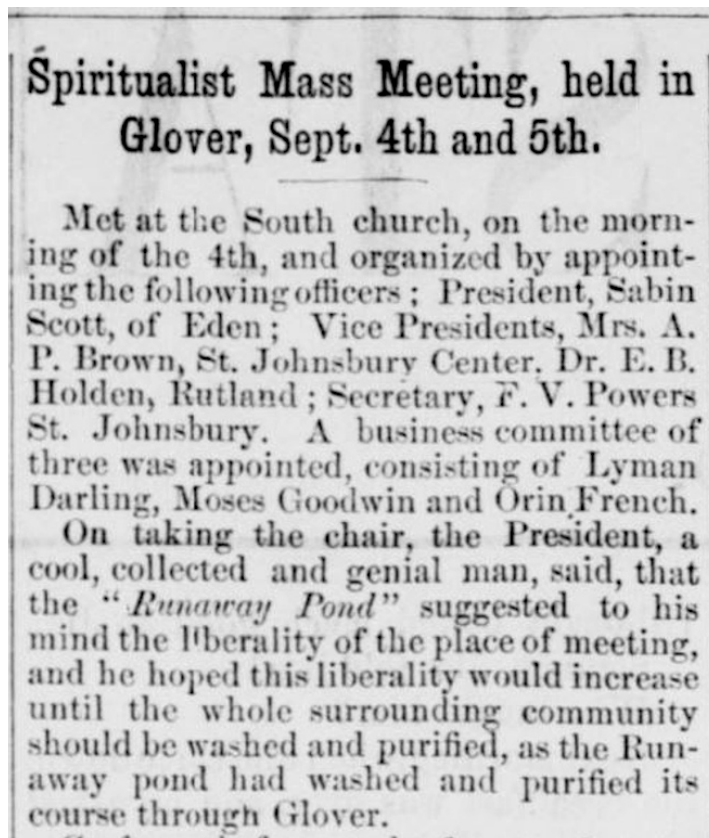 Spiritualist Mass Meeting, held in
Glover, Sept. 4th and 5th.
Met at the South church, on the morn-
ing of the 4th, and organized by appoint-
ing the following officers; President, Sabin
Scott, of Eden; Vice Presidents, Mrs. A.
P. Brown, St. Johnsbury Center, Dr. E. B.
Holden, Rutland; Secretary, F. V. Powers
St. Johnsbury. A business committee of
three was appointed, consisting of Lyman
Darling, Moses Goodwin and Orin French.
On taking the chair, the President, a
cool, collected and genial man, said, that
the "Runaway Pond" suggested to his
mind the liberality of the place of meeting,
and he hoped this liberality would increase
until the whole surrounding community
should be washed and purified, as the Run-
away pond had washed and purified its
course through Glover.